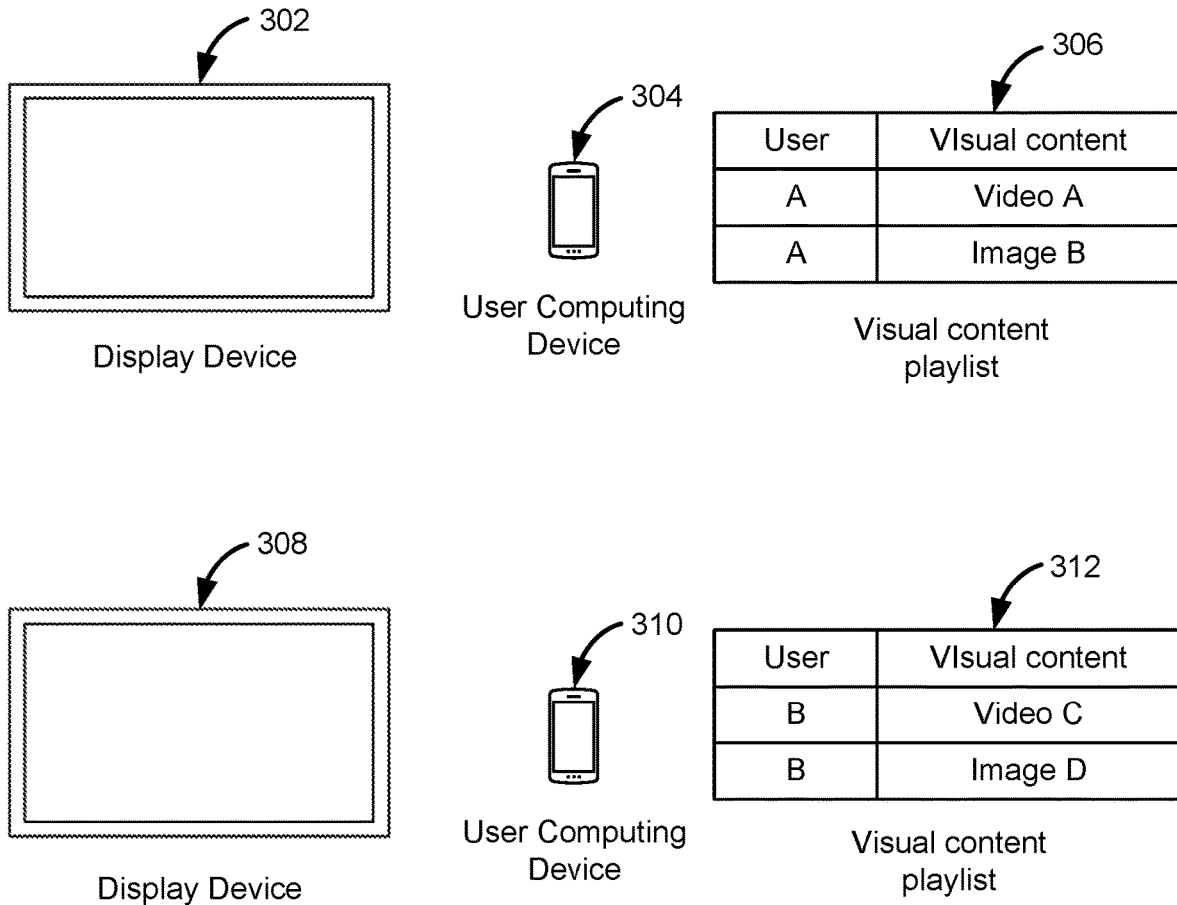 302
304
306
User VIsual content
A Video A
A Image B
Display Device
User Computing
Device
Visual content
playlist
308
310
312
User VIsual content
B Video C
B Image D
Display Device
User Computing
Device
Visual content
playlist